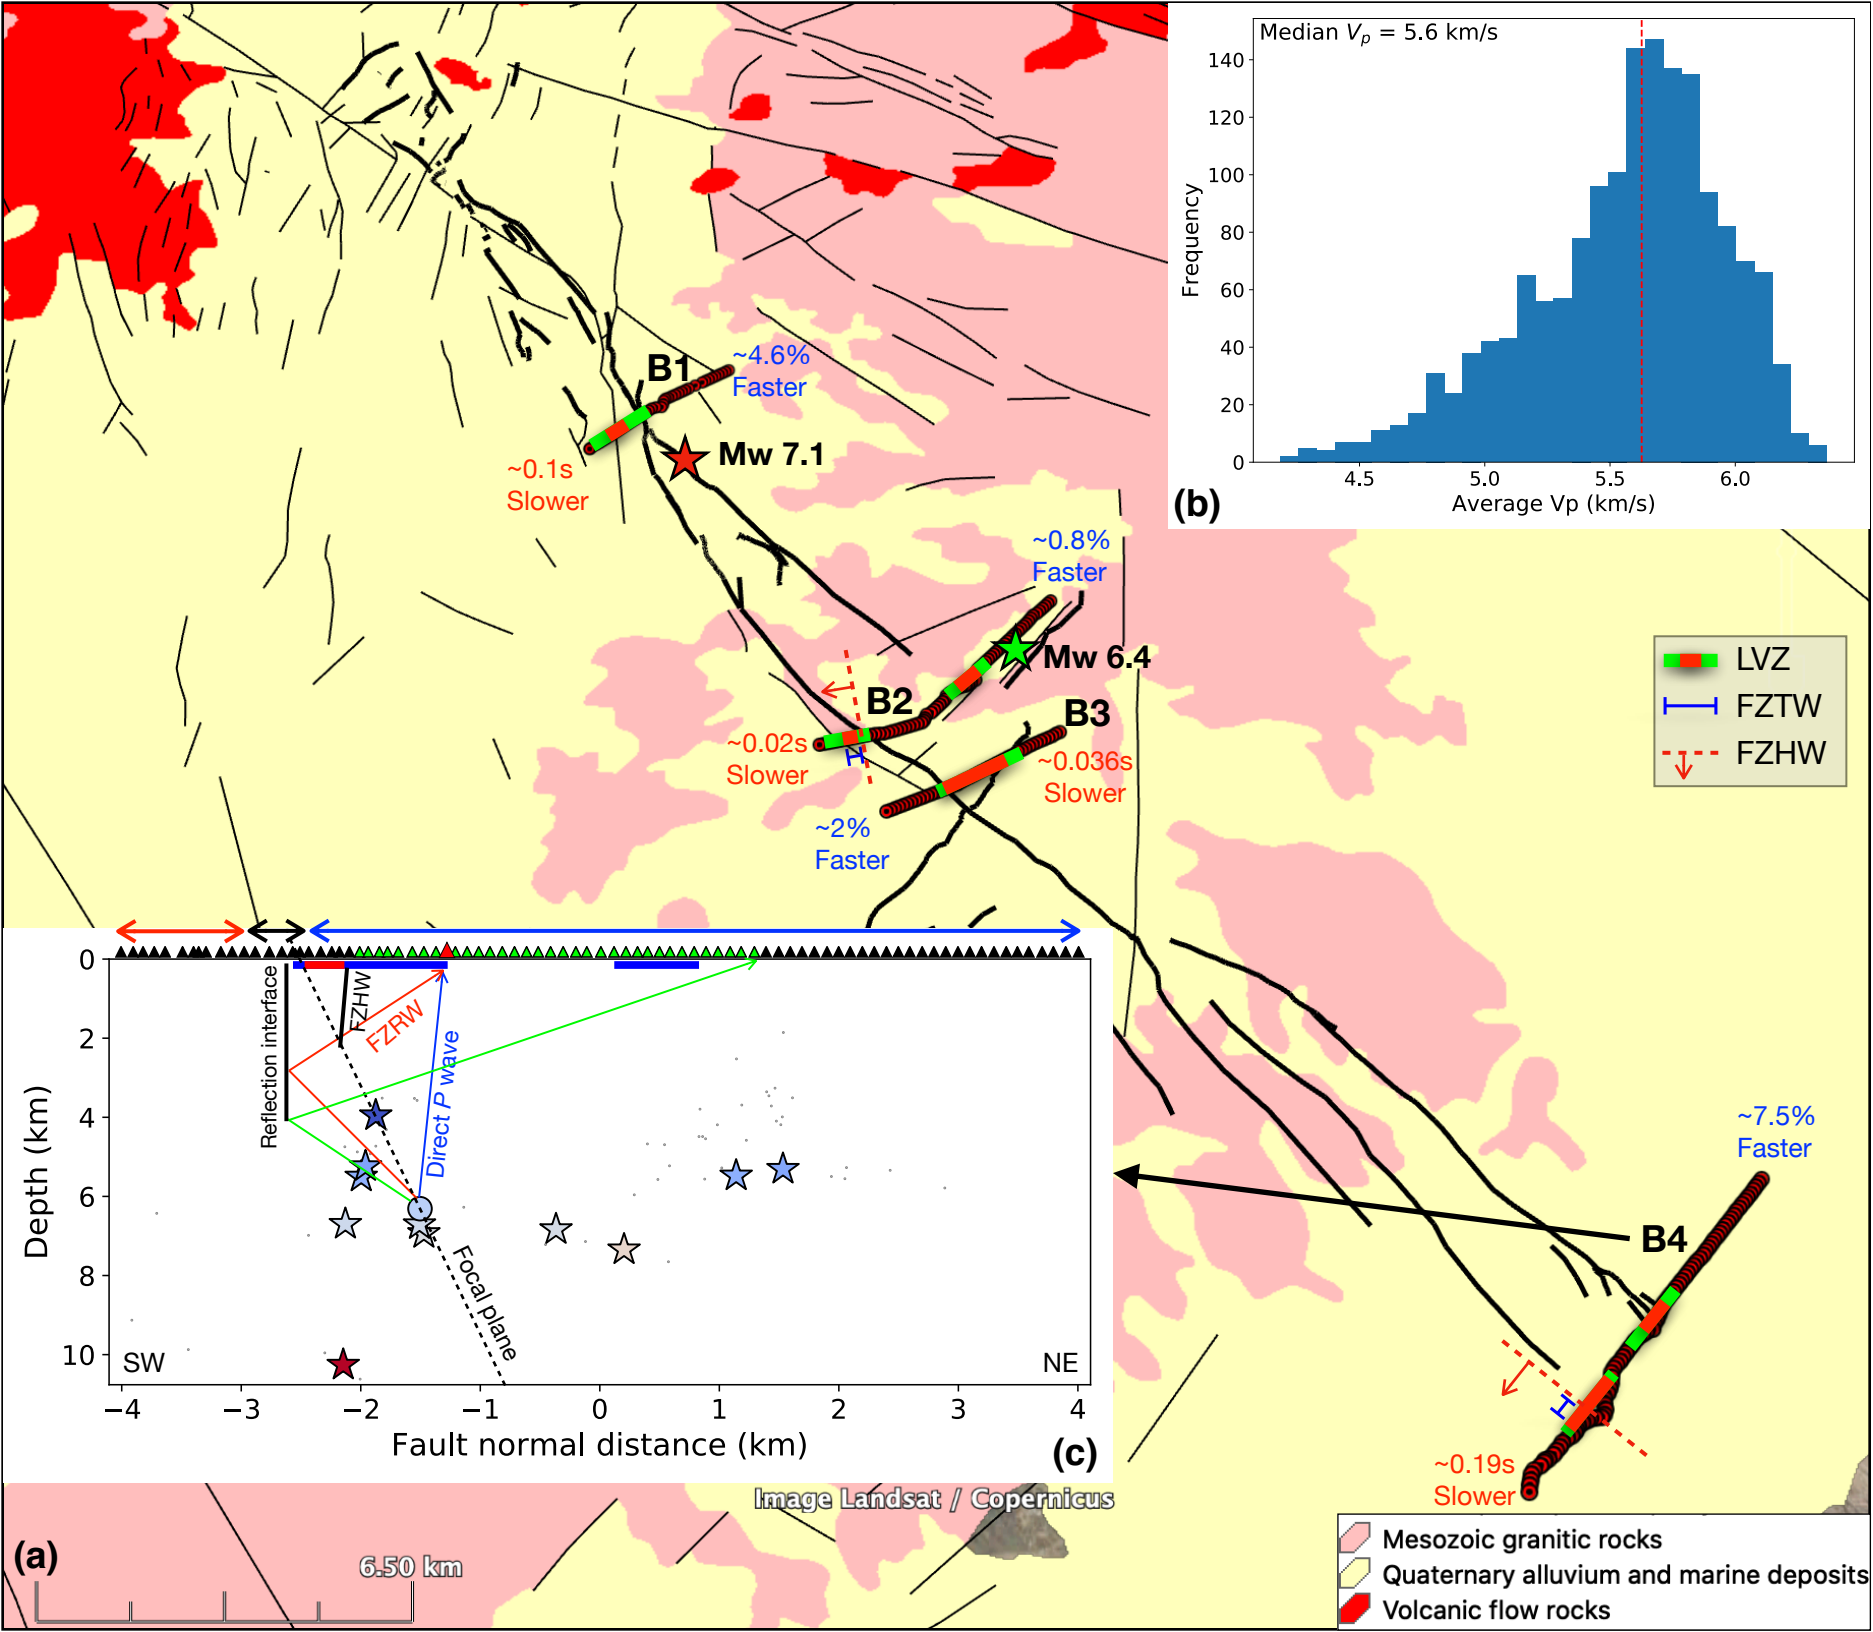 Median Vp = 5.6 km/s
140
120
100
80
60
40
20
0
Frequency
4.5
5.0
5.5
6.0
Average Vp (km/s)
(b)
B1
~4.6%
Faster
~0.1s
Slower
Mw 7.1
~0.8%
Faster
Mw 6.4
B2
B3
~0.02s
Slower
~0.036s
Slower
~2%
Faster
LVZ
FZTW
FZHW
~7.5%
Faster
B4
~0.19s
Slower
0
2
4
6
8
10
Depth (km)
Reflection interface
FZHW
FZRW
Direct P wave
Focal plane
SW
NE
−4
−3
−2
−1
0
1
2
3
4
Fault normal distance (km)
(c)
Image Landsat / Copernicus
(a)
6.50 km
Mesozoic granitic rocks
Quaternary alluvium and marine deposits
Volcanic flow rocks